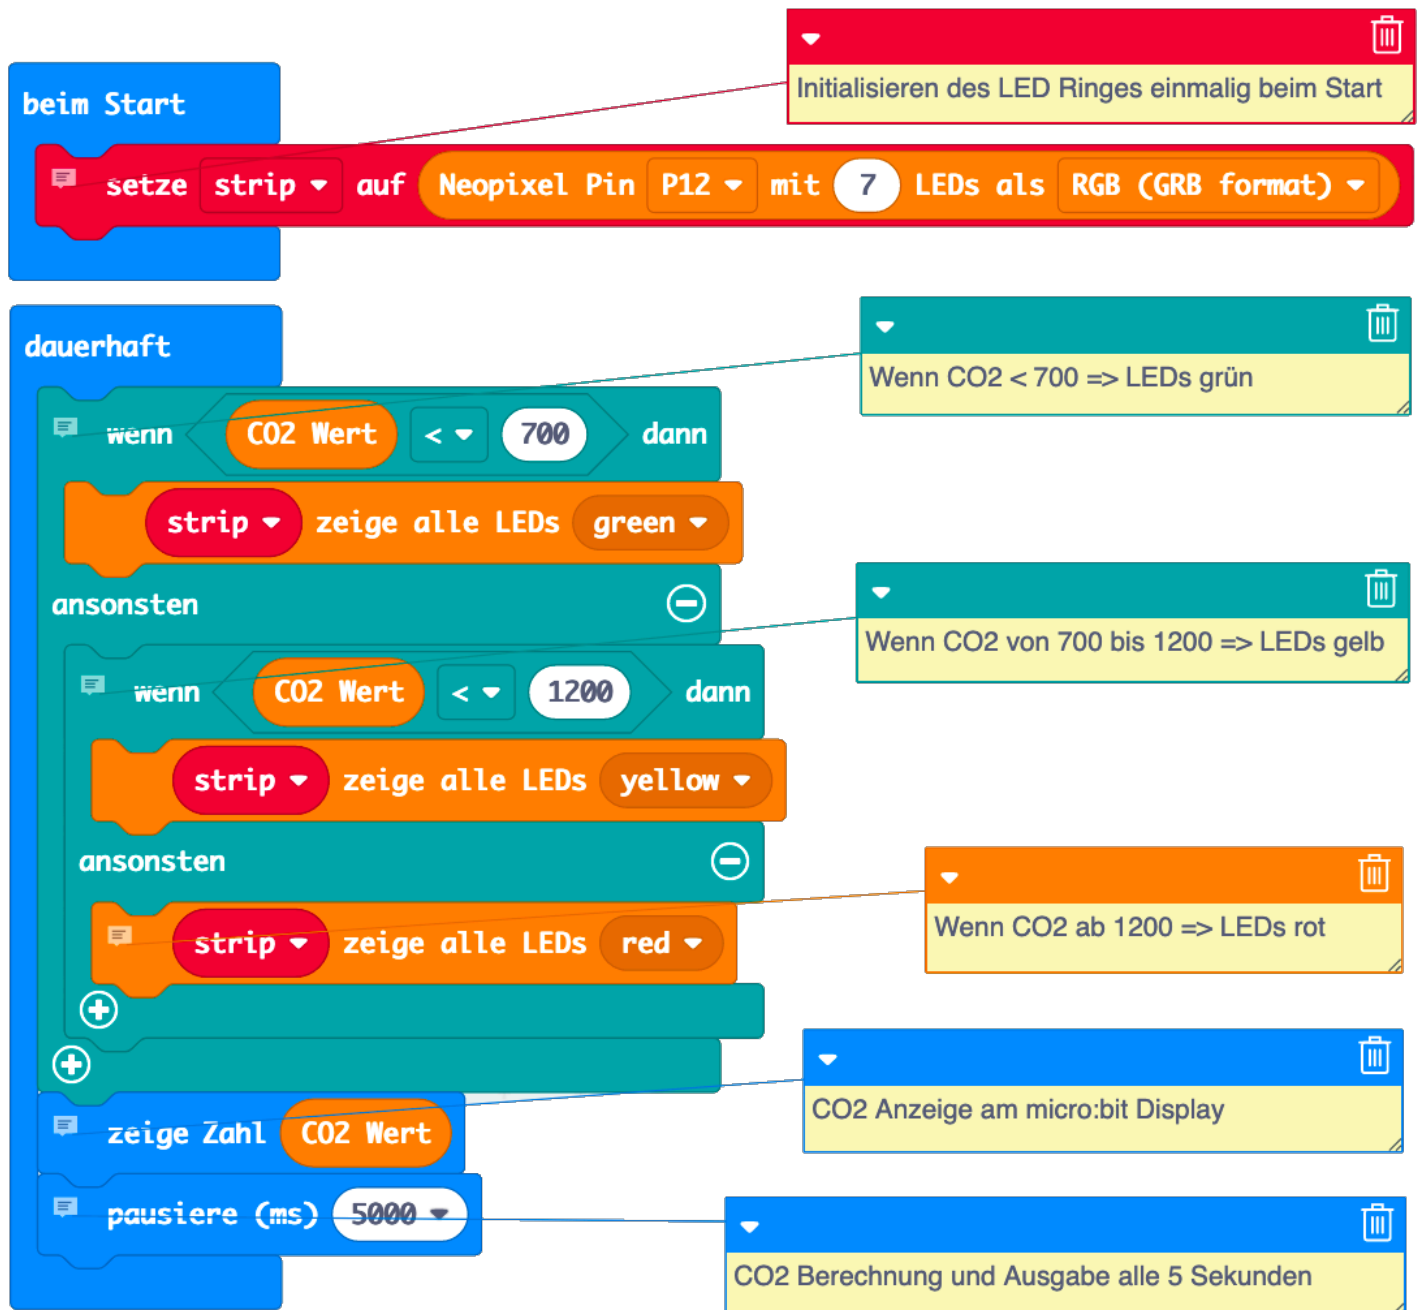 Initialisieren des LED Ringes einmalig beim Start
beim Start
setze strip auf Neopixel Pin P12 mit 7 LEDs als RGB (GRB format)
dauerhaft
Wenn CO2 < 700 => LEDs grün
wenn CO2 Wert < 700 dann
strip zeige alle LEDs green
ansonsten
Wenn CO2 von 700 bis 1200 => LEDs gelb
wenn CO2 Wert < 1200 dann
strip zeige alle LEDs yellow
ansonsten
Wenn CO2 ab 1200 => LEDs rot
strip zeige alle LEDs red
CO2 Anzeige am micro:bit Display
zeige Zahl CO2 Wert
pausiere (ms) 5000
CO2 Berechnung und Ausgabe alle 5 Sekunden